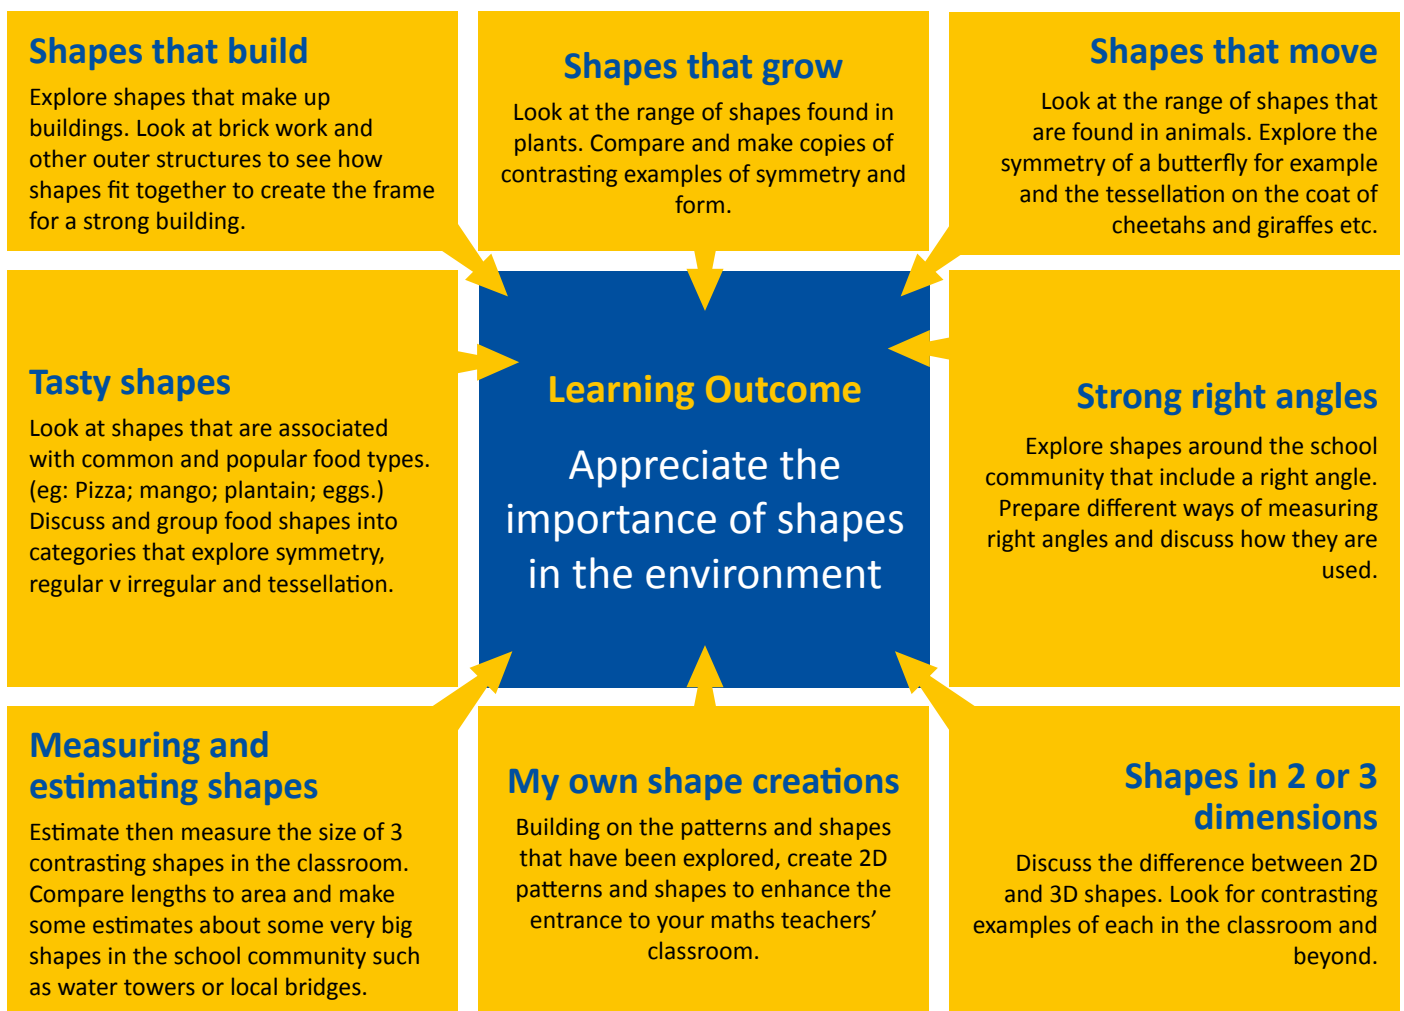 Shapes that build
Explore shapes that make up
buildings. Look at brick work and
other outer structures to see how
shapes fit together to create the frame
for a strong building.
Shapes that grow
Look at the range of shapes found in
plants. Compare and make copies of
contrasting examples of symmetry and
form.
Shapes that move
Look at the range of shapes that
are found in animals. Explore the
symmetry of a butterfly for example
and the tessellation on the coat of
cheetahs and giraffes etc.
Tasty shapes
Look at shapes that are associated
with common and popular food types.
(eg: Pizza; mango; plantain; eggs.)
Discuss and group food shapes into
categories that explore symmetry,
regular v irregular and tessellation.
Learning Outcome
Appreciate the
importance of shapes
in the environment
Strong right angles
Explore shapes around the school
community that include a right angle.
Prepare different ways of measuring
right angles and discuss how they are
used.
Measuring and
estimating shapes
Estimate then measure the size of 3
contrasting shapes in the classroom.
Compare lengths to area and make
some estimates about some very big
shapes in the school community such
as water towers or local bridges.
My own shape creations
Building on the patterns and shapes
that have been explored, create 2D
patterns and shapes to enhance the
entrance to your maths teachers’
classroom.
Shapes in 2 or 3
dimensions
Discuss the difference between 2D
and 3D shapes. Look for contrasting
examples of each in the classroom and
beyond.